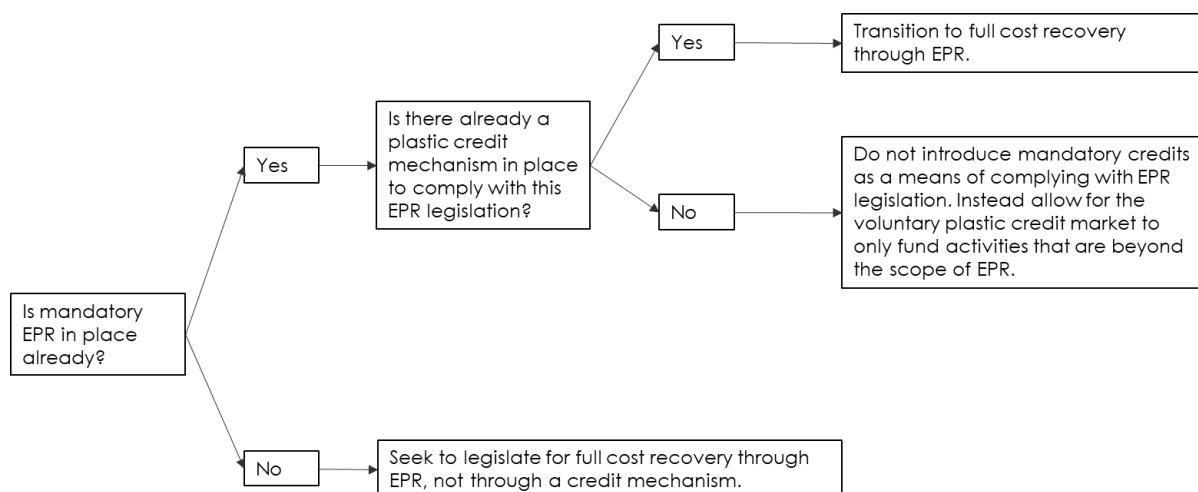 Is mandatory
EPR in place
already?
Yes
Is there already a
plastic credit
mechanism in place
to comply with this
EPR legislation?
Yes
Transition to full cost recovery
through EPR.
No
Do not introduce mandatory credits
as a means of complying with EPR
legislation. Instead allow for the
voluntary plastic credit market to
only fund activities that are beyond
the scope of EPR.
No
Seek to legislate for full cost recovery through
EPR, not through a credit mechanism.